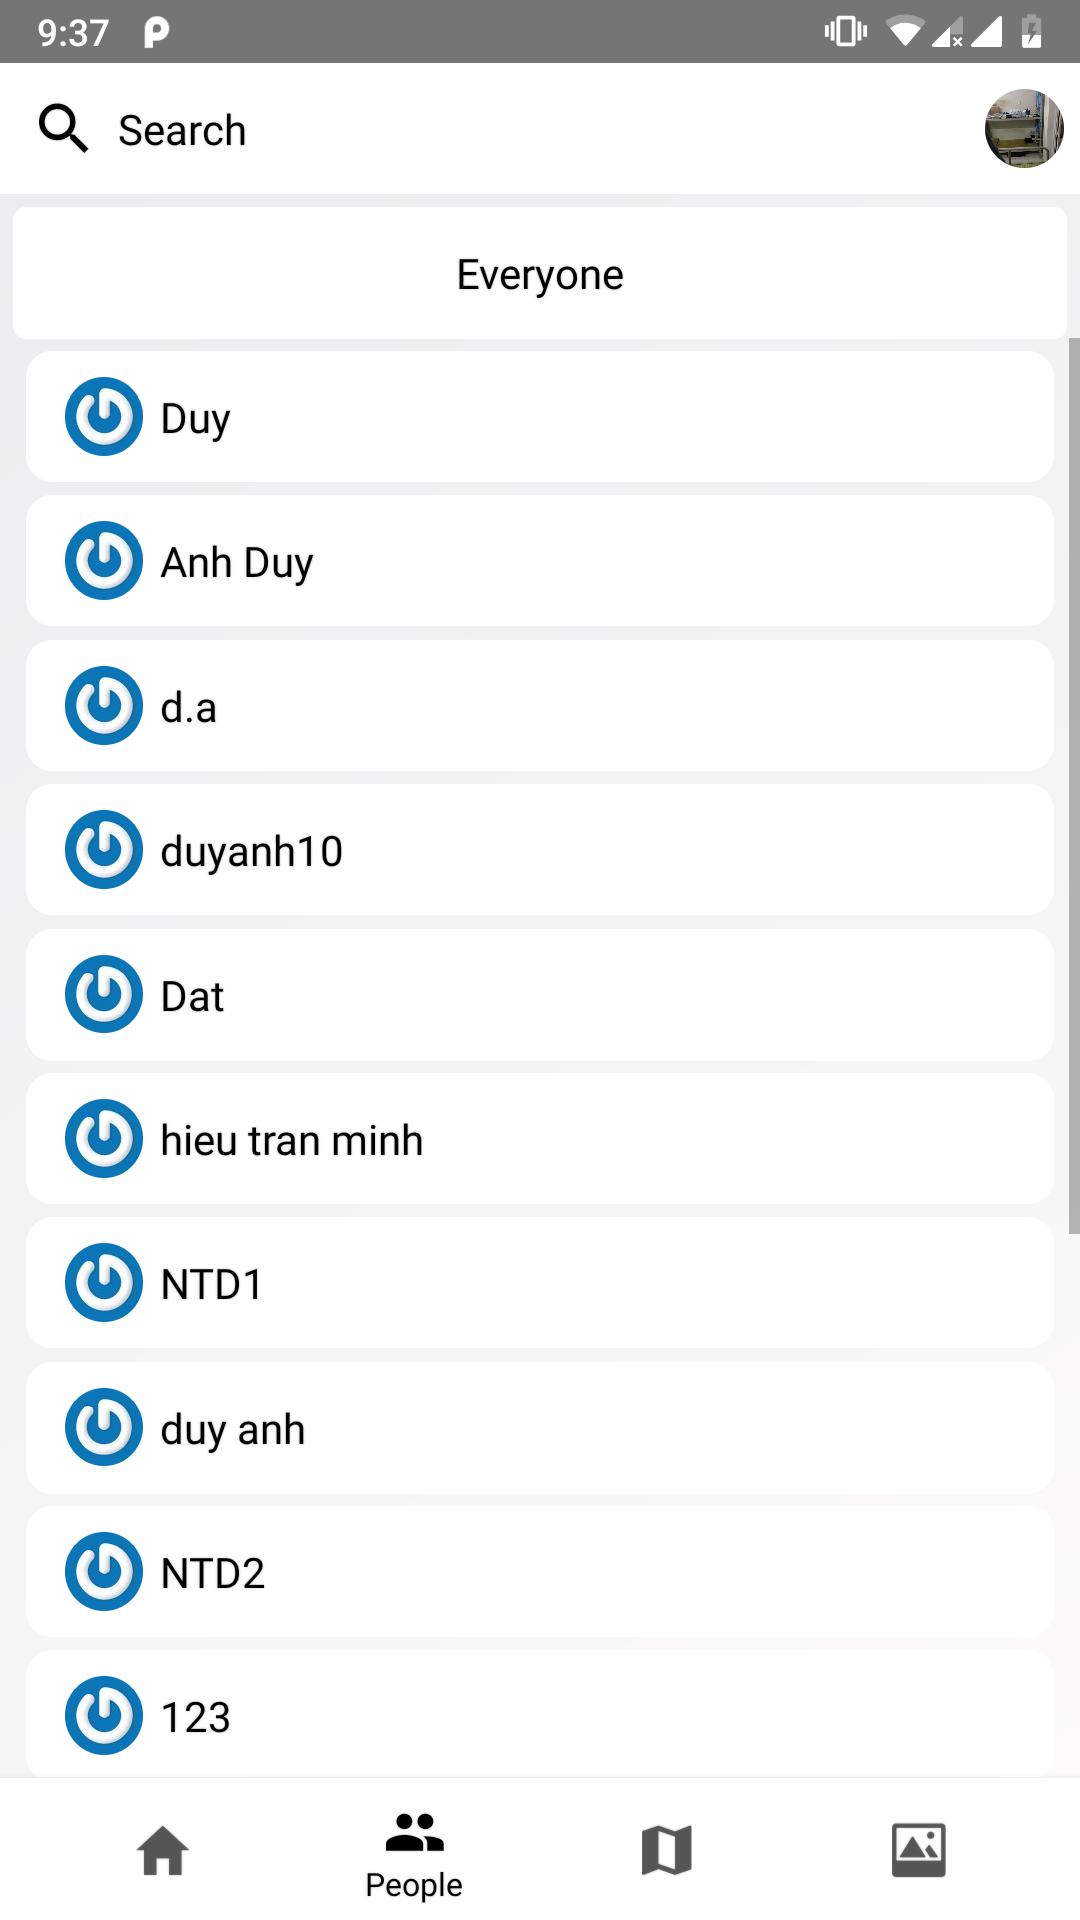 9:37
Search
Everyone
Duy
Anh Duy
d.a
duyanh10
Dat
hieu tran minh
NTD1
duy anh
NTD2
123
People